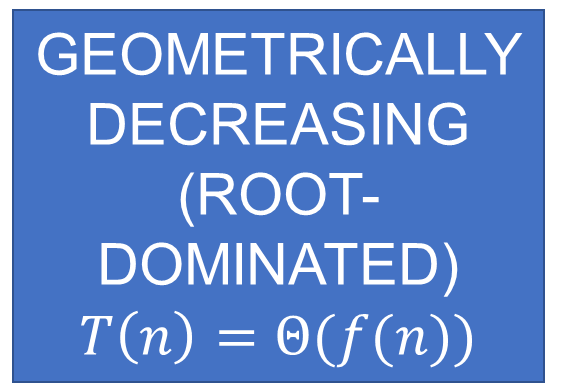 GEOMETRICALLY
DECREASING
(ROOT-
DOMINATED)
T(n) = Θ(f(n))